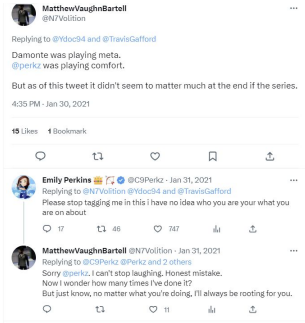 MatthewVaughnBartell
@N7Volition
Replying to @Ydoc94 and @TravisGafford
Damonte was playing meta.
@perkz was playing comfort.
But as of this tweet it didn't seem to matter much at the end if the series.
4:35 PM · Jan 30, 2021
15 Likes 1 Bookmark
Emily Perkins @C9Perkz · Jan 31, 2021
Replying to @N7Volition @Ydoc94 and @TravisGafford
Please stop tagging me in this i have no idea who you are your what you
are on about
17 46 747
MatthewVaughnBartell @N7Volition · Jan 31, 2021
Replying to @C9Perkz @Perkz and 2 others
Sorry @perkz. I can't stop laughing. Honest mistake.
Now I wonder how many times I've done it?
But just know, no matter what you're doing, I'll always be rooting for you.
11